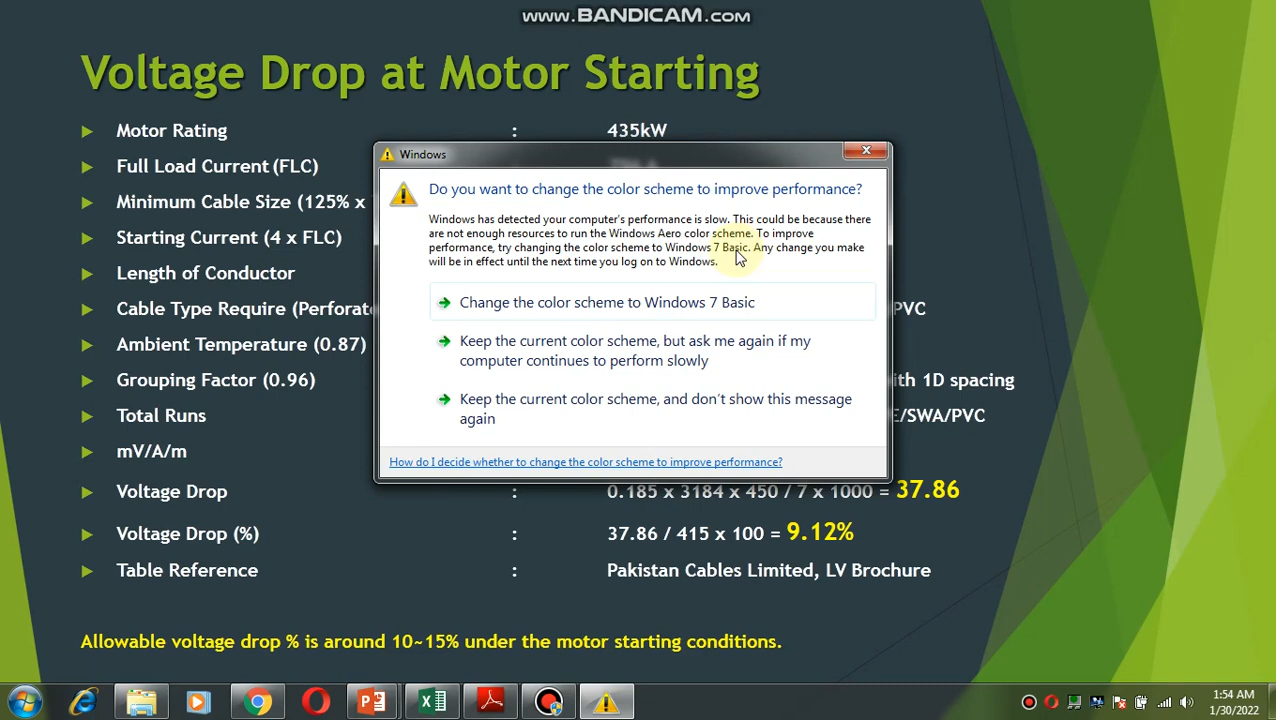 www.BANDICAM.com
Voltage Drop at Motor Starting
Motor Rating : 435kW
Windows
Full Load Current (FLC)
Do you want to change the color scheme to improve performance?
Minimum Cable Size (125% x
Windows has detected your computer's performance is slow. This could be because there
are not enough resources to run the Windows Aero color scheme. To improve
performance, try changing the color scheme to Windows 7 Basic. Any change you make
will be in effect until the next time you log on to Windows.
Starting Current (4 x FLC)
Length of Conductor
Change the color scheme to Windows 7 Basic
Cable Type Require (Perforate
PVC
Keep the current color scheme, but ask me again if my
computer continues to perform slowly
Ambient Temperature (0.87)
Grouping Factor (0.96)
ith 1D spacing
Keep the current color scheme, and don't show this message
again
Total Runs
E/SWA/PVC
mV/A/m
How do I decide whether to change the color scheme to improve performance?
Voltage Drop : 0.185 x 3184 x 450 / 7 x 1000 = 37.86
Voltage Drop (%) : 37.86 / 415 x 100 = 9.12%
Table Reference : Pakistan Cables Limited, LV Brochure
Allowable voltage drop % is around 10~15% under the motor starting conditions.
1:54 AM
1/30/2022